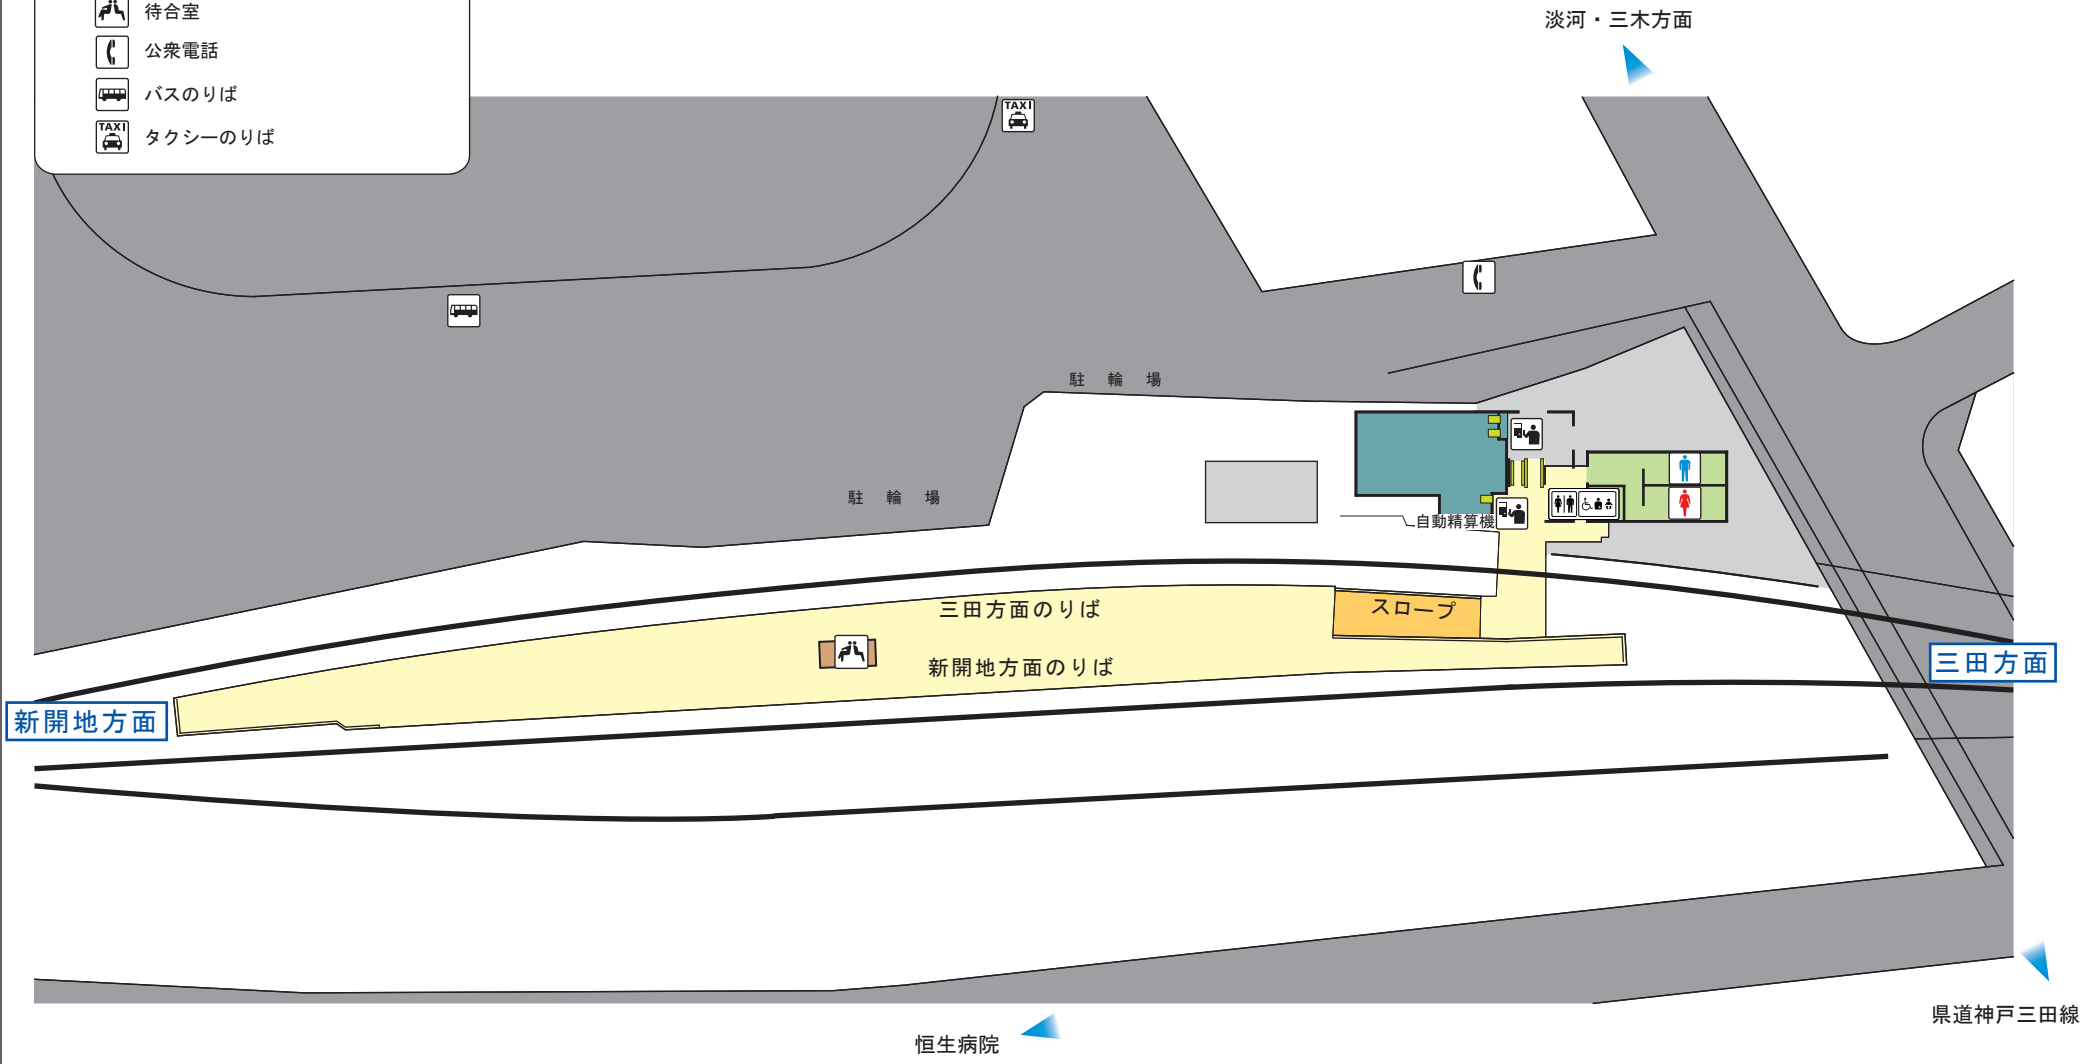 待合室
公衆電話
バスのりば
TAXI
タクシーのりば
淡河・三木方面
TAXI
駐輪場
駐輪場
自動精算機
三田方面のりば
スロープ
新開地方面のりば
三田方面
新開地方面
県道神戸三田線
恒生病院